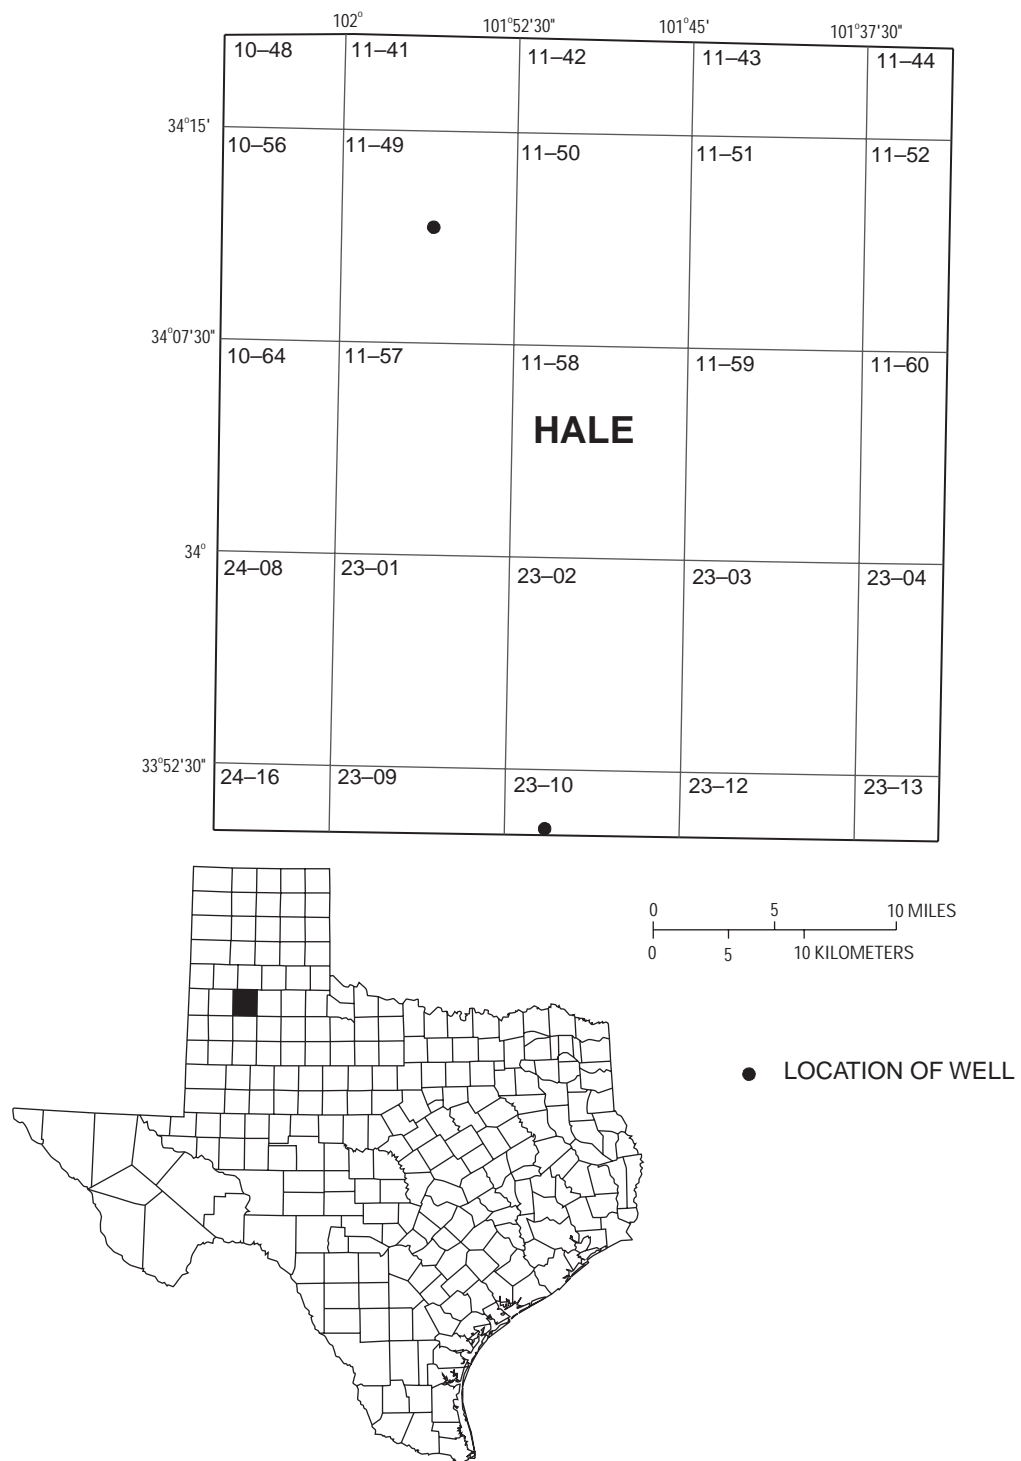 102° 101°52'30" 101°45' 101°37'30"
10–48 11–41 11–42 11–43 11–44
34°15'
10–56 11–49 11–50 11–51 11–52
34°07'30"
10–64 11–57 11–58 11–59 11–60
HALE
34°
24–08 23–01 23–02 23–03 23–04
33°52'30"
24–16 23–09 23–10 23–12 23–13
0 5 10 MILES
0 5 10 KILOMETERS
LOCATION OF WELL